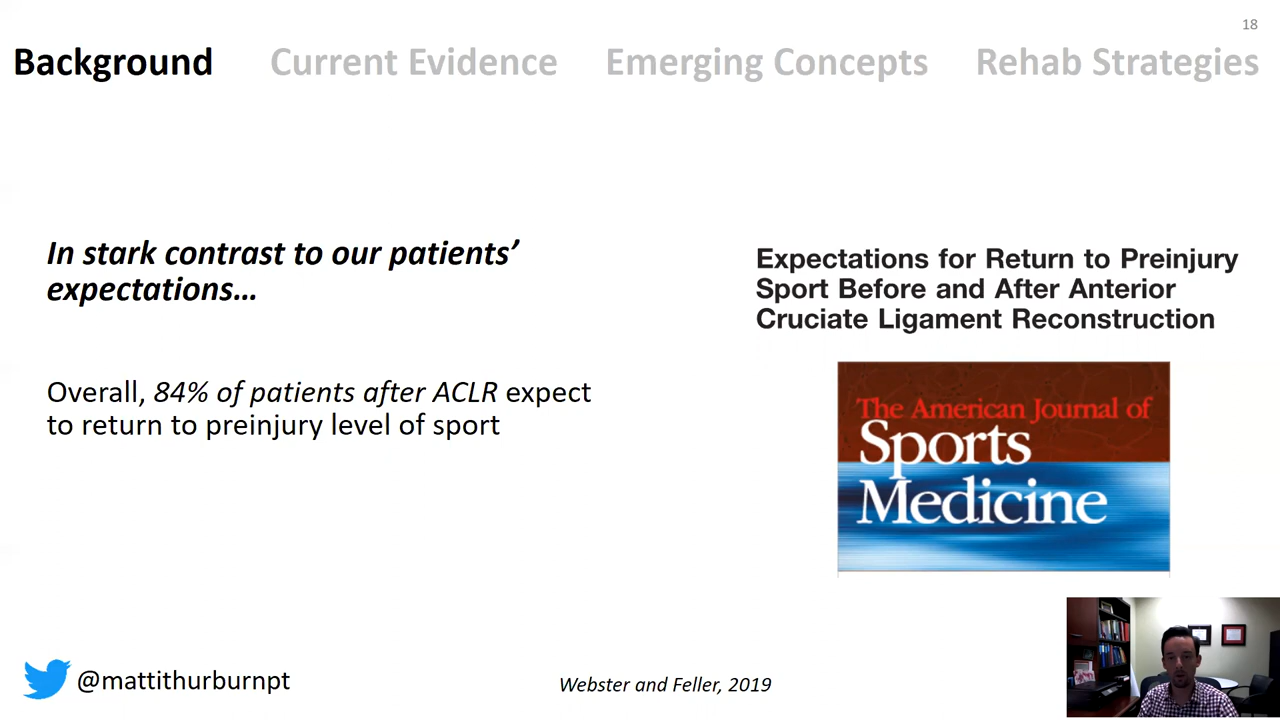 18
Background Current Evidence Emerging Concepts Rehab Strategies
In stark contrast to our patients’
expectations…
Overall, 84% of patients after ACLR expect
to return to preinjury level of sport
Expectations for Return to Preinjury
Sport Before and After Anterior
Cruciate Ligament Reconstruction
The American Journal of
Sports
Medicine
@mattithurburnpt
Webster and Feller, 2019